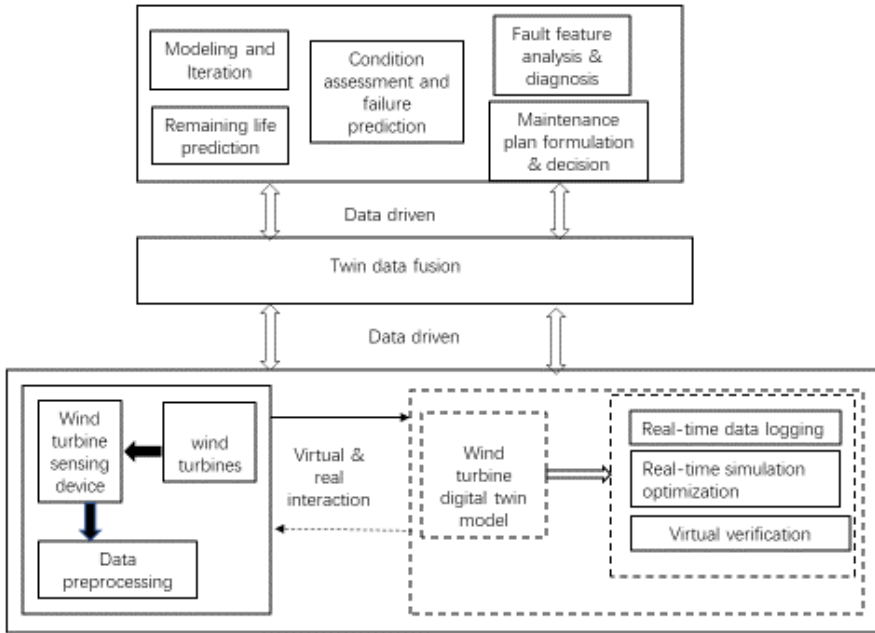 Modeling and
Iteration
Condition
assessment and
failure
prediction
Fault feature
analysis &
diagnosis
Remaining life
prediction
Maintenance
plan formulation
& decision
Data driven
Twin data fusion
Data driven
Wind
turbine
sensing
device
wind
turbines
Data
preprocessing
Virtual &
real
interaction
Wind
turbine
digital twin
model
Real-time data logging
Real-time simulation
optimization
Virtual verification